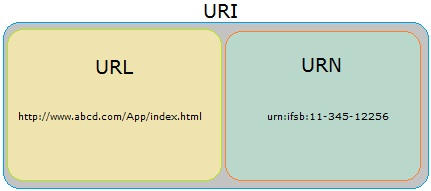 URI
URL
URN
http://www.abcd.com/App/index.html
urn:ifsb:11-345-12256